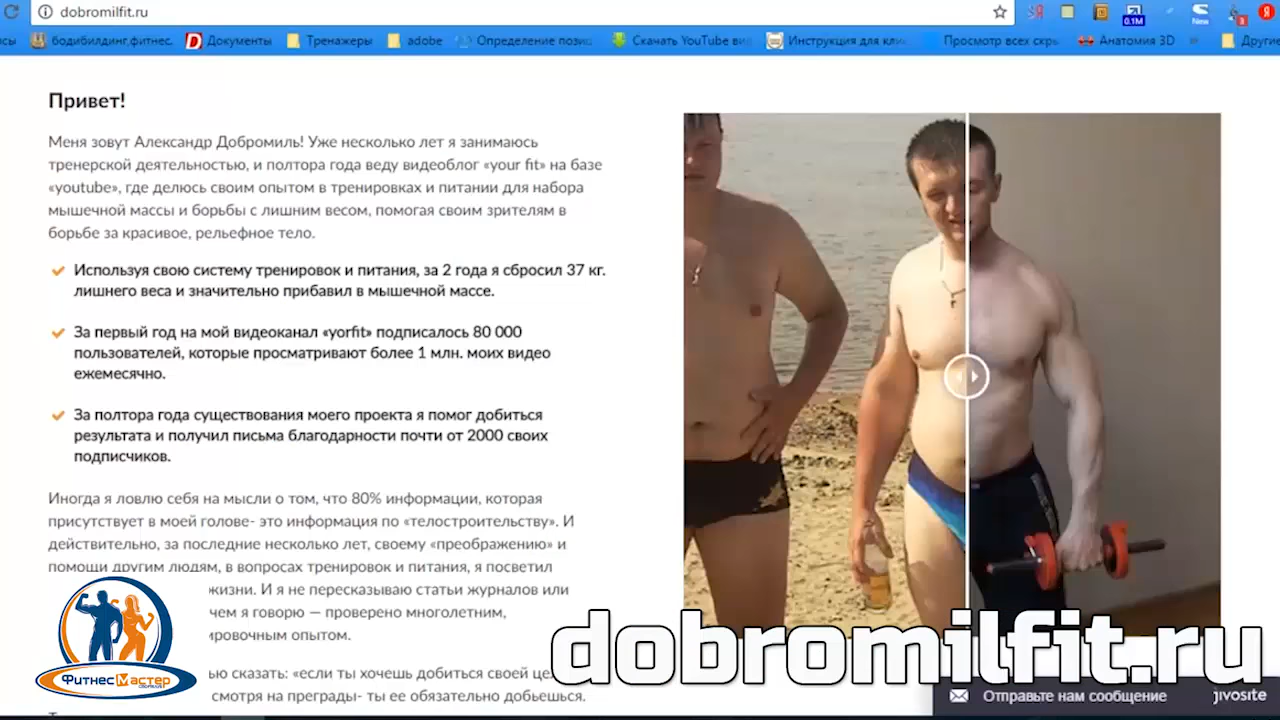 dobromilfit.ru
бодибилдинг,фитнес.
Документы
Тренажеры
adobe
Определение пози
Скачать YouTube ви
Инструкция для кли
Просмотр всех скры
Анатомия 3D
Другие
0.1M
New
Привет!
Меня зовут Александр Добромиль! Уже несколько лет я занимаюсь
тренерской деятельностью, и полтора года веду видеоблог «your fit» на базе
«youtube», где делюсь своим опытом в тренировках и питании для набора
мышечной массы и борьбы с лишним весом, помогая своим зрителям в
борьбе за красивое, рельефное тело.
Используя свою систему тренировок и питания, за 2 года я сбросил 37 кг.
лишнего веса и значительно прибавил в мышечной массе.
За первый год на мой видеоканал «yorfit» подписалось 80 000
пользователей, которые просматривают более 1 млн. моих видео
ежемесячно.
За полтора года существования моего проекта я помог добиться
результата и получил письма благодарности почти от 2000 своих
подписчиков.
Иногда я ловлю себя на мысли о том, что 80% информации, которая
присутствует в моей голове- это информация по «телостроительству». И
действительно, за последние несколько лет, своему «преображению» и
помощи другим людям, в вопросах тренировок и питания, я посветил
жизни. И я не пересказываю статьи журналов или
чем я говорю — проверено многолетним,
ировочным опытом.
ью сказать: «если ты хочешь добиться своей це
смотря на преграды- ты ее обязательно добьешься.
ФитнесМастер
dobromilfit.ru
Отправьте нам сообщение
jivosite